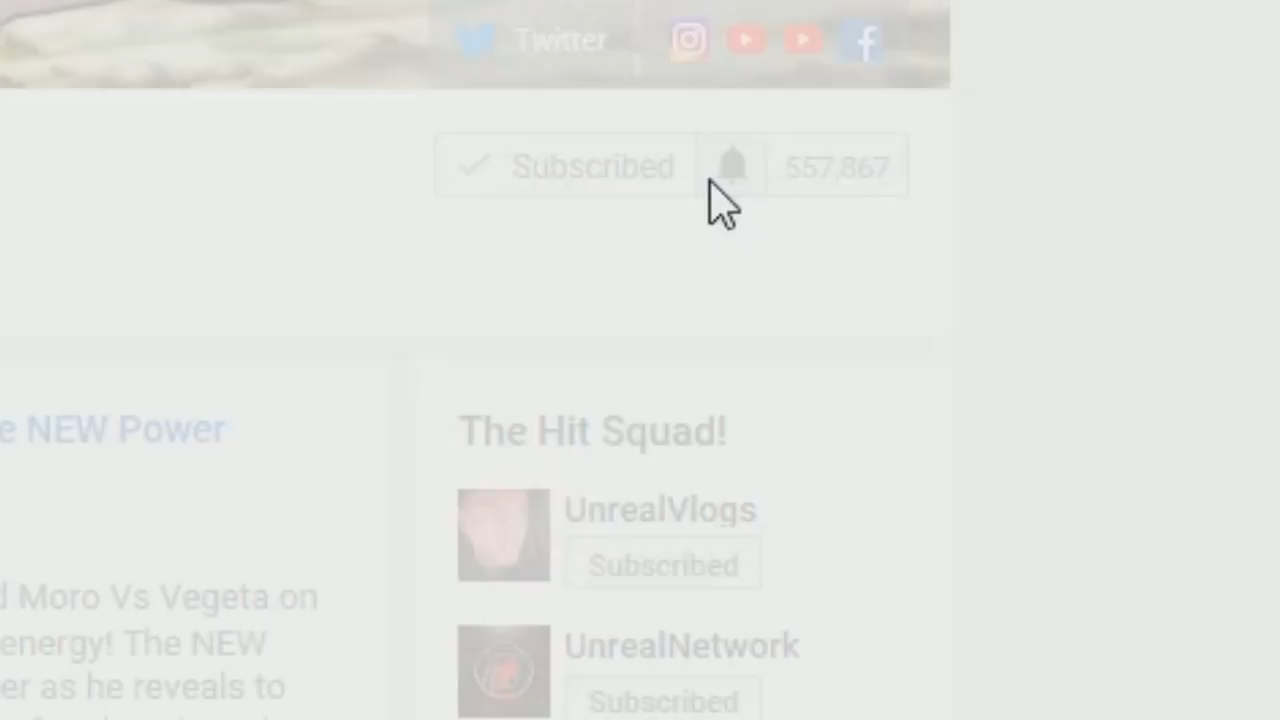 Twitter
Subscribed 557,867
e NEW Power
The Hit Squad!
UnrealVlogs
Subscribed
d Moro Vs Vegeta on
energy! The NEW
er as he reveals to
UnrealNetwork
Subscribed